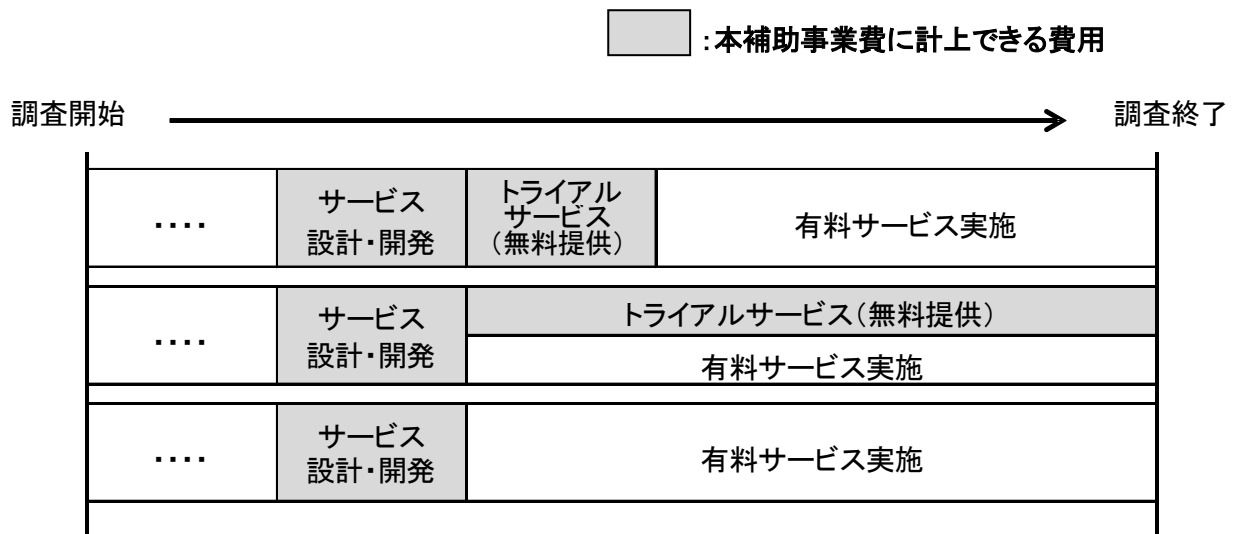 :本補助事業費に計上できる費用
調査開始
調査終了
････
サービス
設計・開発
トライアル
サービス
(無料提供)
有料サービス実施
････
サービス
設計・開発
トライアルサービス(無料提供)
有料サービス実施
････
サービス
設計・開発
有料サービス実施